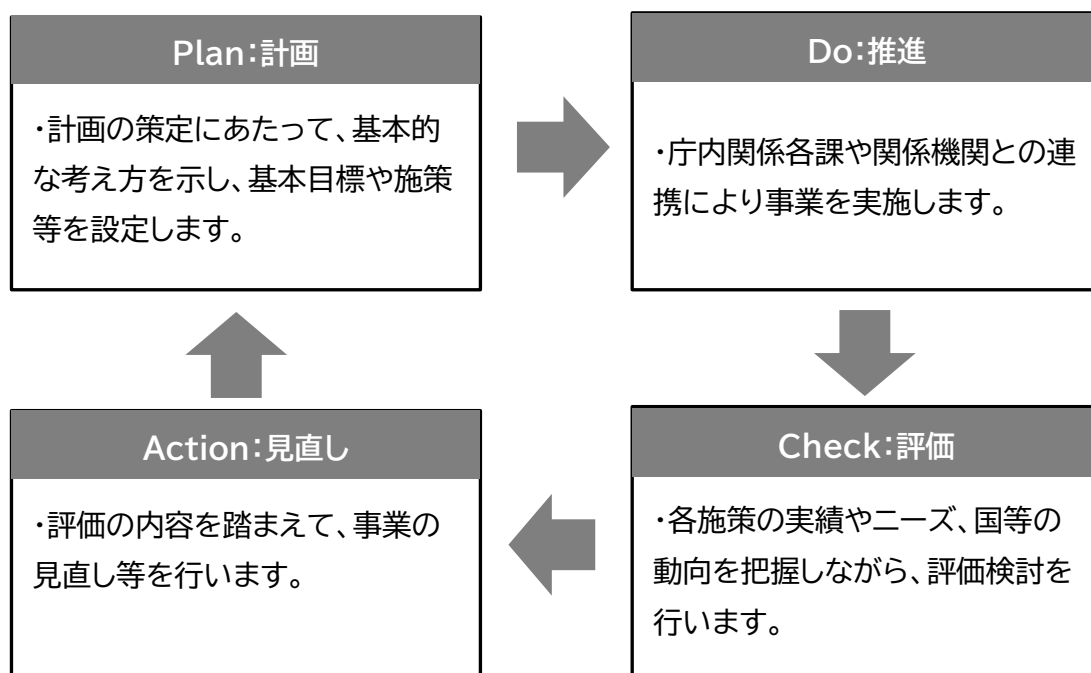 Plan:計画
・計画の策定にあたって、基本的
な考え方を示し、基本目標や施策
等を設定します。
Do:推進
・庁内関係各課や関係機関との連
携により事業を実施します。
Check:評価
・各施策の実績やニーズ、国等の
動向を把握しながら、評価検討を
行います。
Action:見直し
・評価の内容を踏まえて、事業の
見直し等を行います。